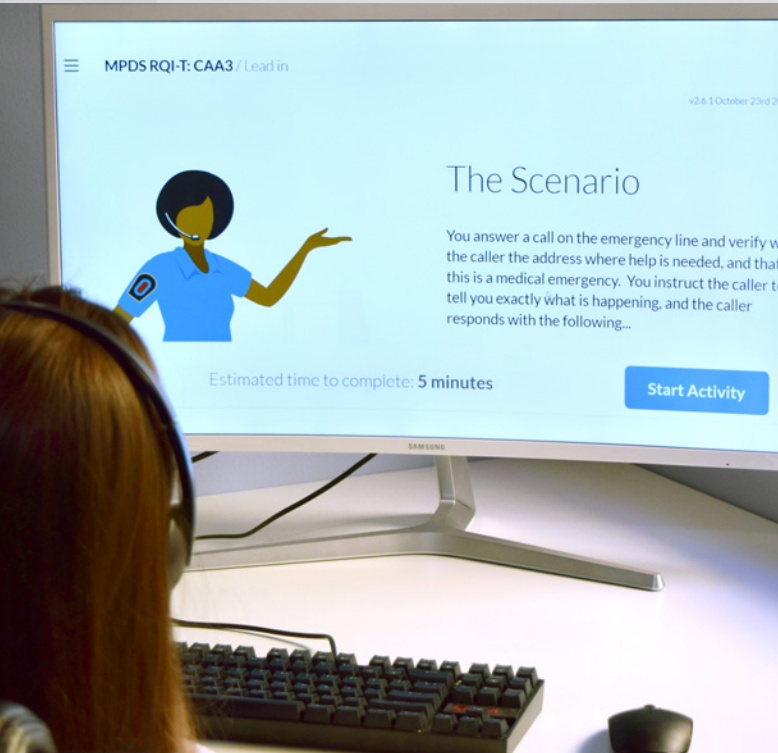 MPDS RQI-T: CAA3 / Lead in
v2.6.1 October 23rd
The Scenario
You answer a call on the emergency line and verify
the caller the address where help is needed, and that
this is a medical emergency. You instruct the caller
tell you exactly what is happening, and the caller
responds with the following...
Estimated time to complete: 5 minutes
Start Activity
SAMSUNG